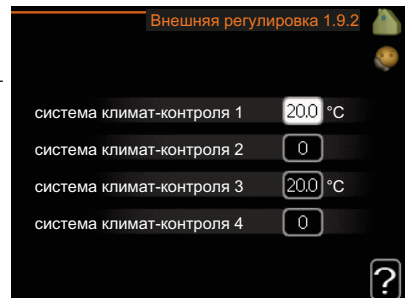 Внешняя регулировка 1.9.2
система климат-контроля 1 20.0 °C
система климат-контроля 2 0
система климат-контроля 3 20.0 °C
система климат-контроля 4 0
?